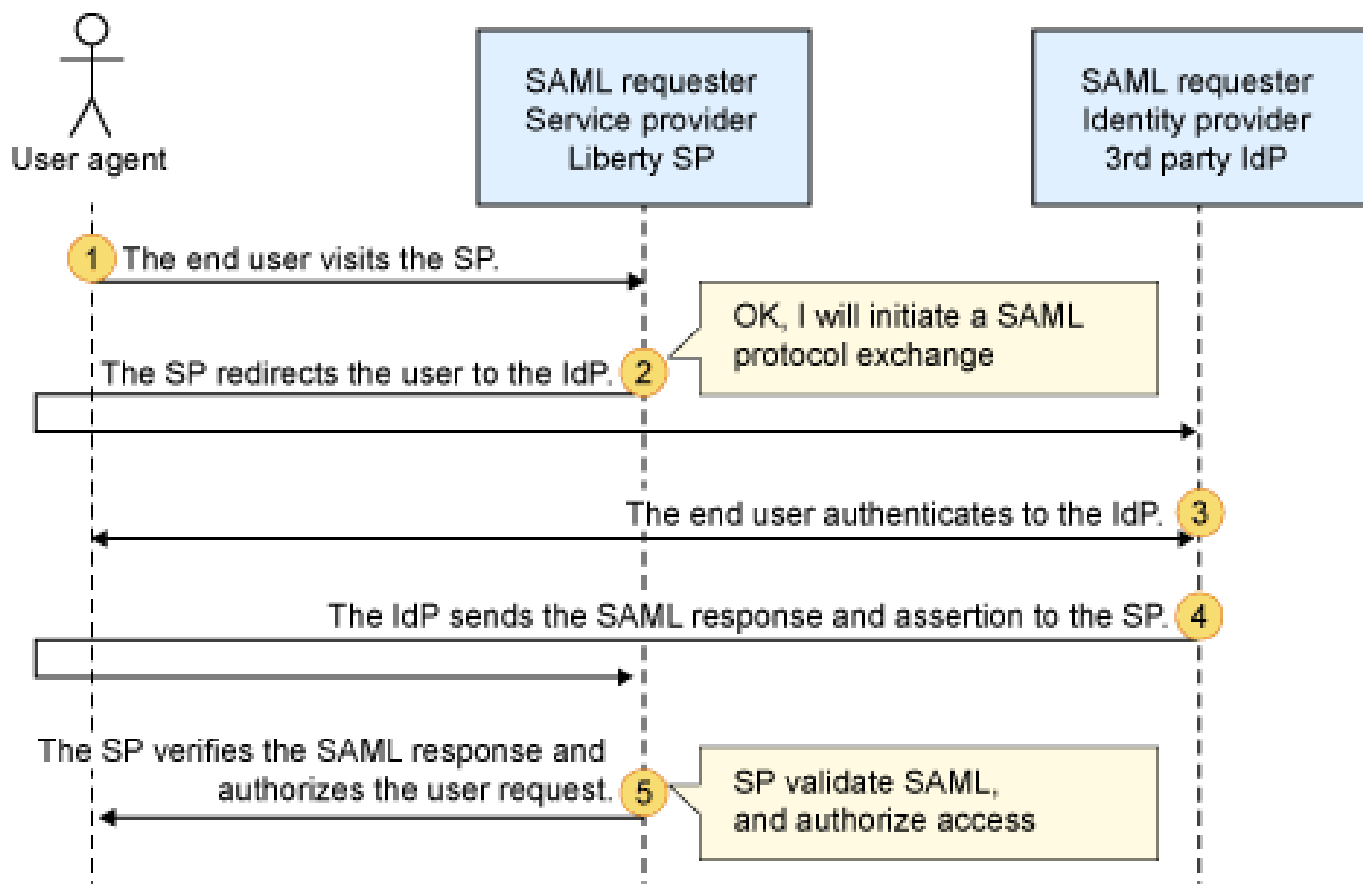 User agent
SAML requester
Service provider
Liberty SP
SAML requester
Identity provider
3rd party IdP
1 The end user visits the SP.
OK, I will initiate a SAML
protocol exchange
The SP redirects the user to the IdP. 2
The end user authenticates to the IdP. 3
The IdP sends the SAML response and assertion to the SP. 4
The SP verifies the SAML response and
authorizes the user request. 5
SP validate SAML,
and authorize access